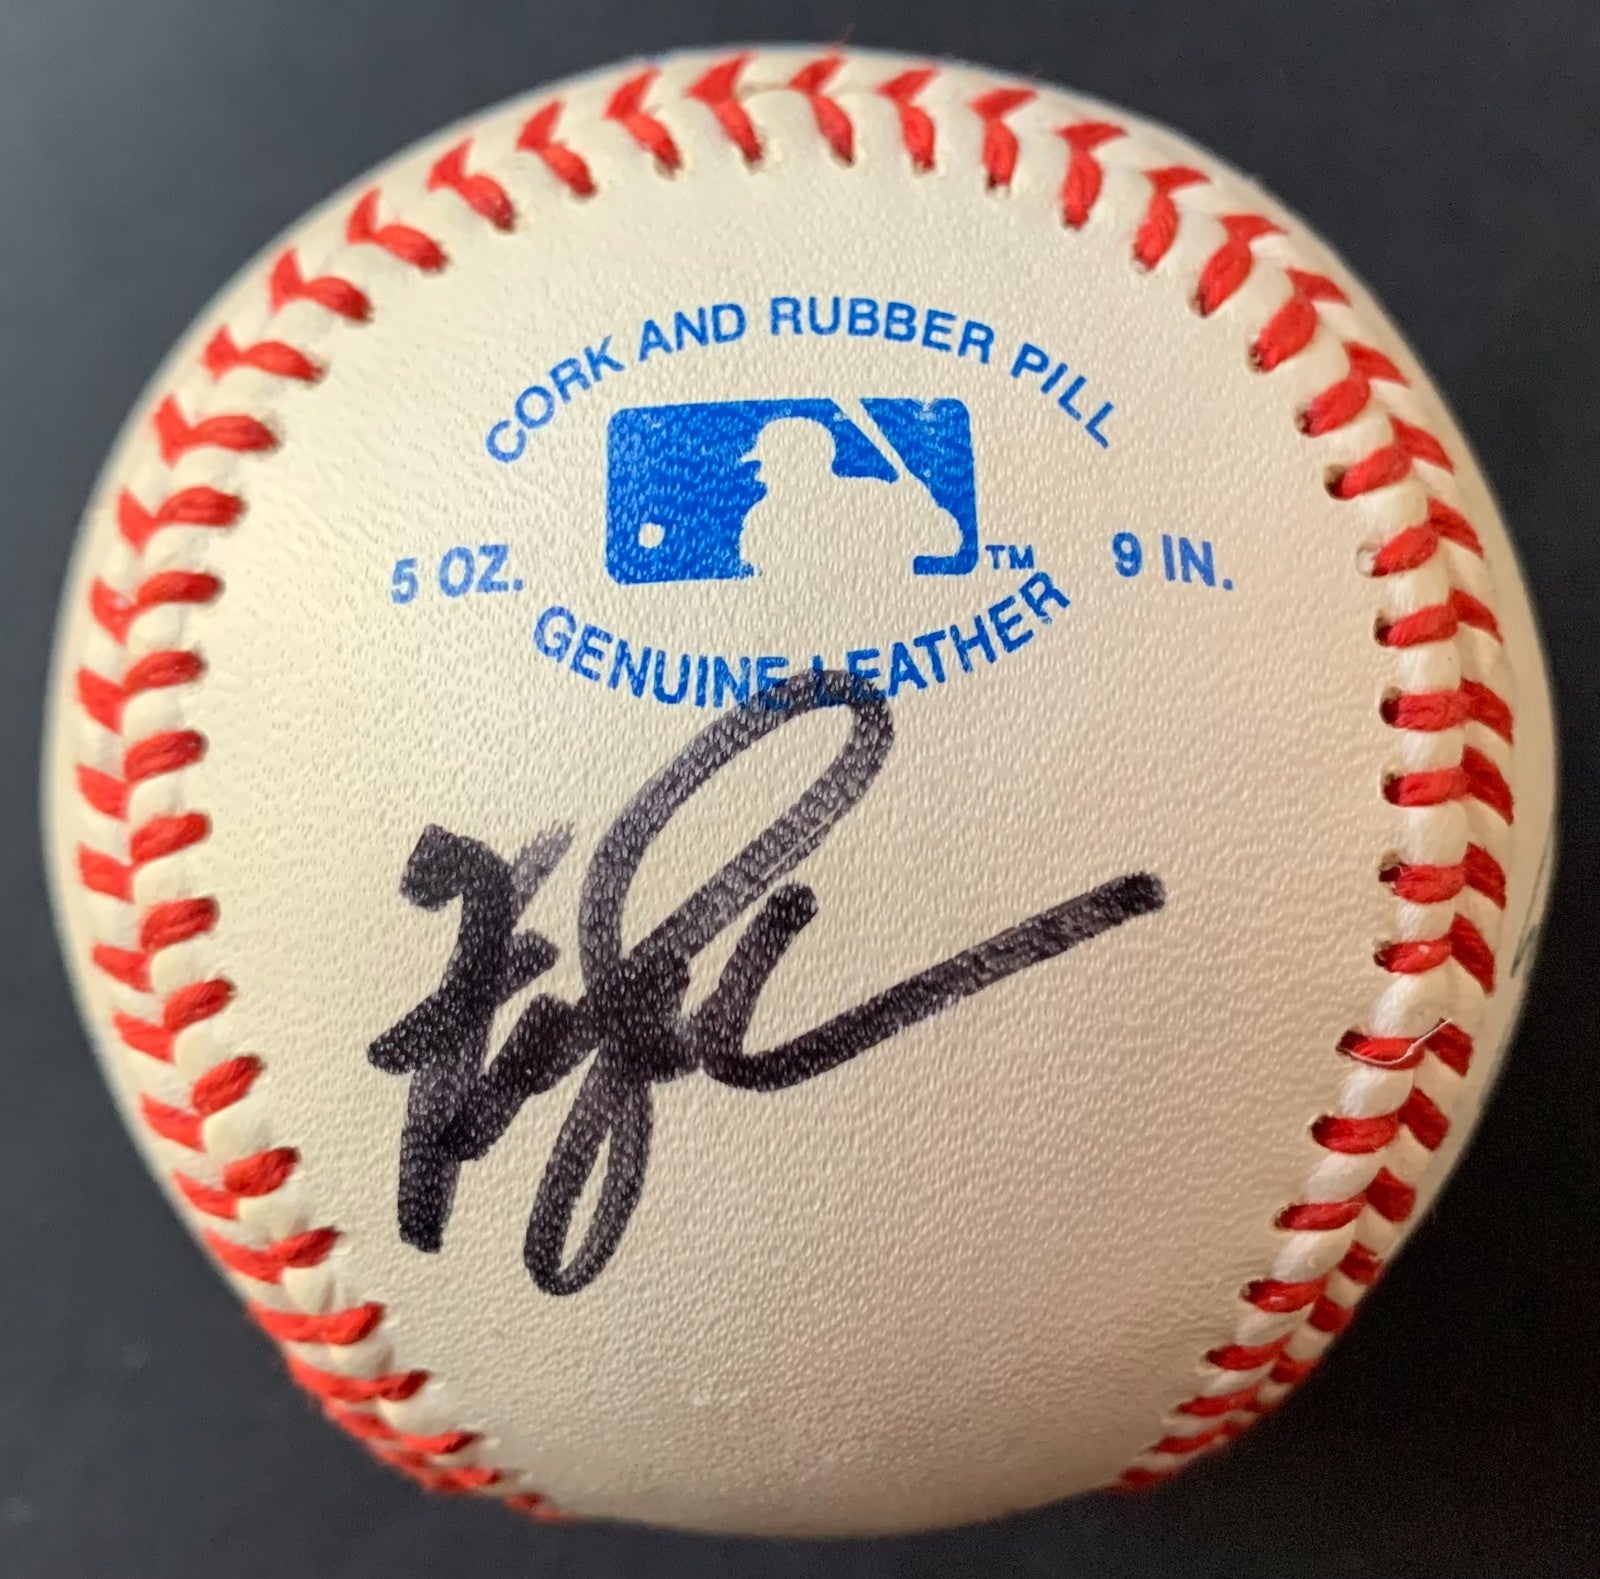 CORK AND RUBBER PILL
TM
5 OZ. 9 IN.
GENUINE LEATHER